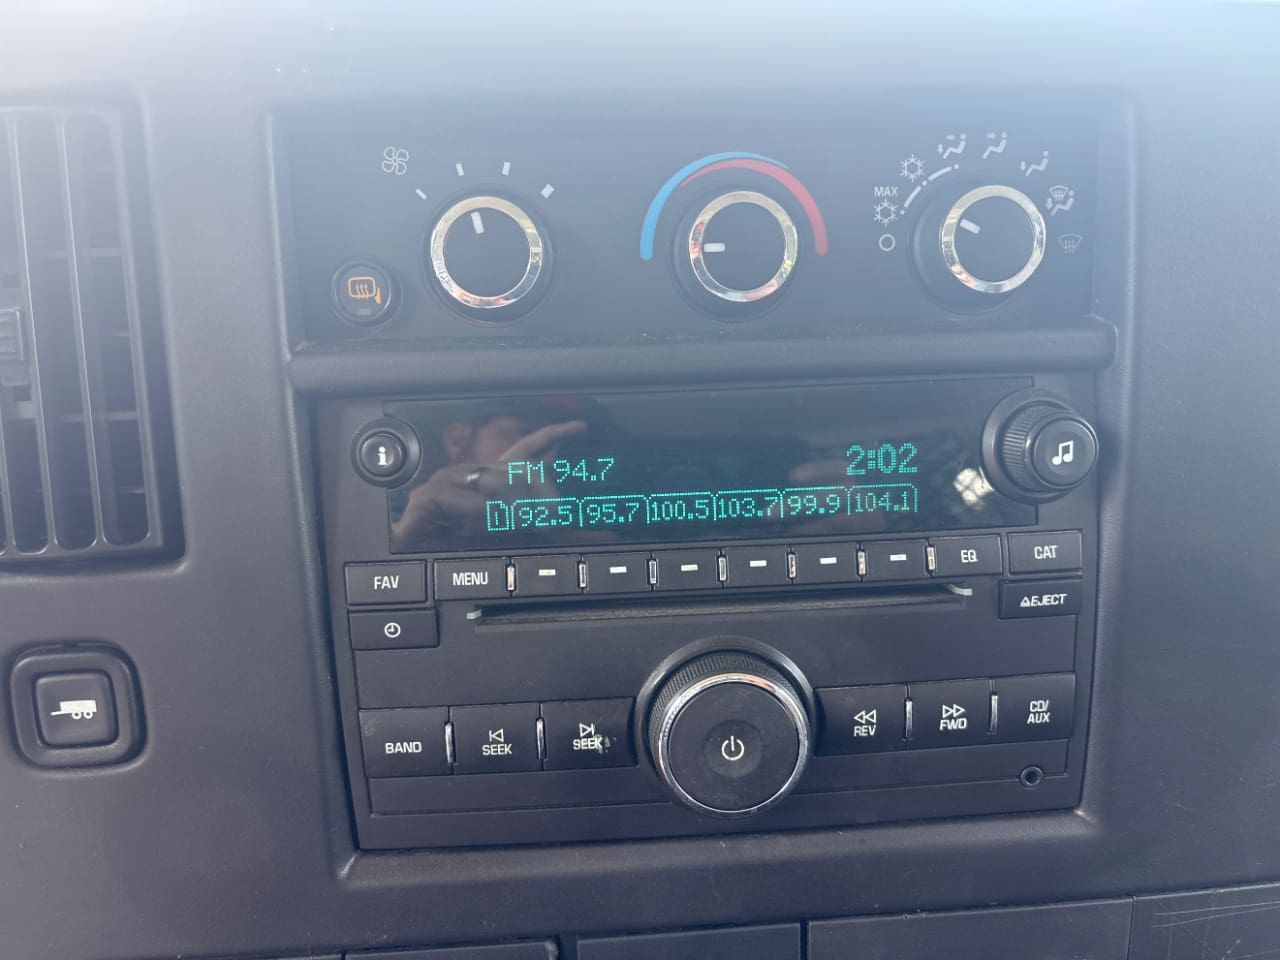 MAX
i
FM 94.7 2:02
1 92.5 95.7 100.5 103.7 99.9 104.1
FAV MENU EQ CAT
EJECT
BAND SEEK SEEK REV FWD CD/
AUX